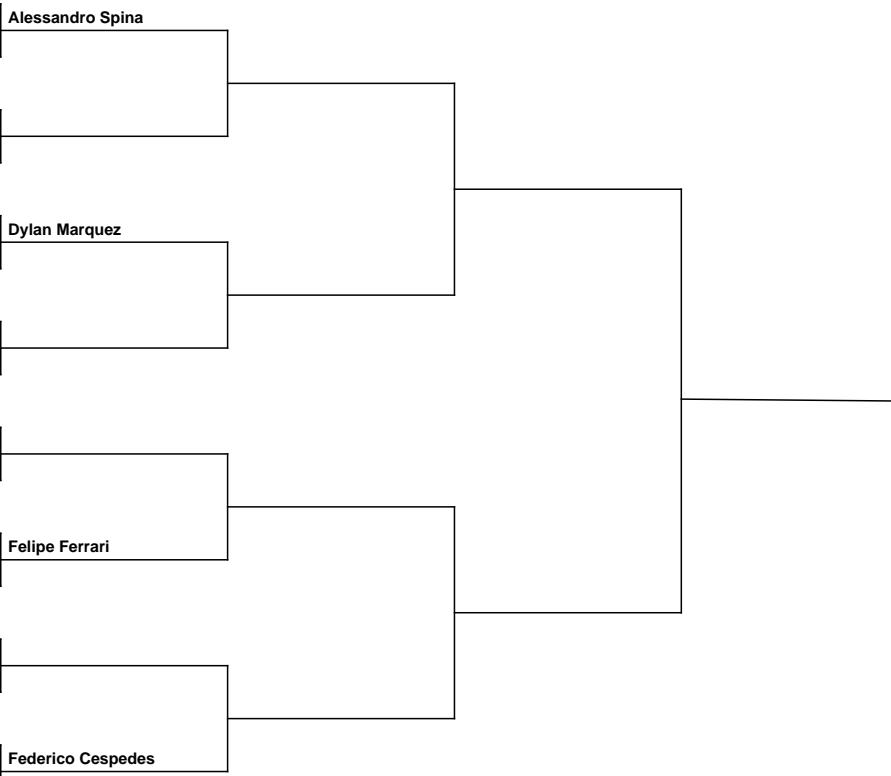 Alessandro Spina
Dylan Marquez
Felipe Ferrari
Federico Cespedes